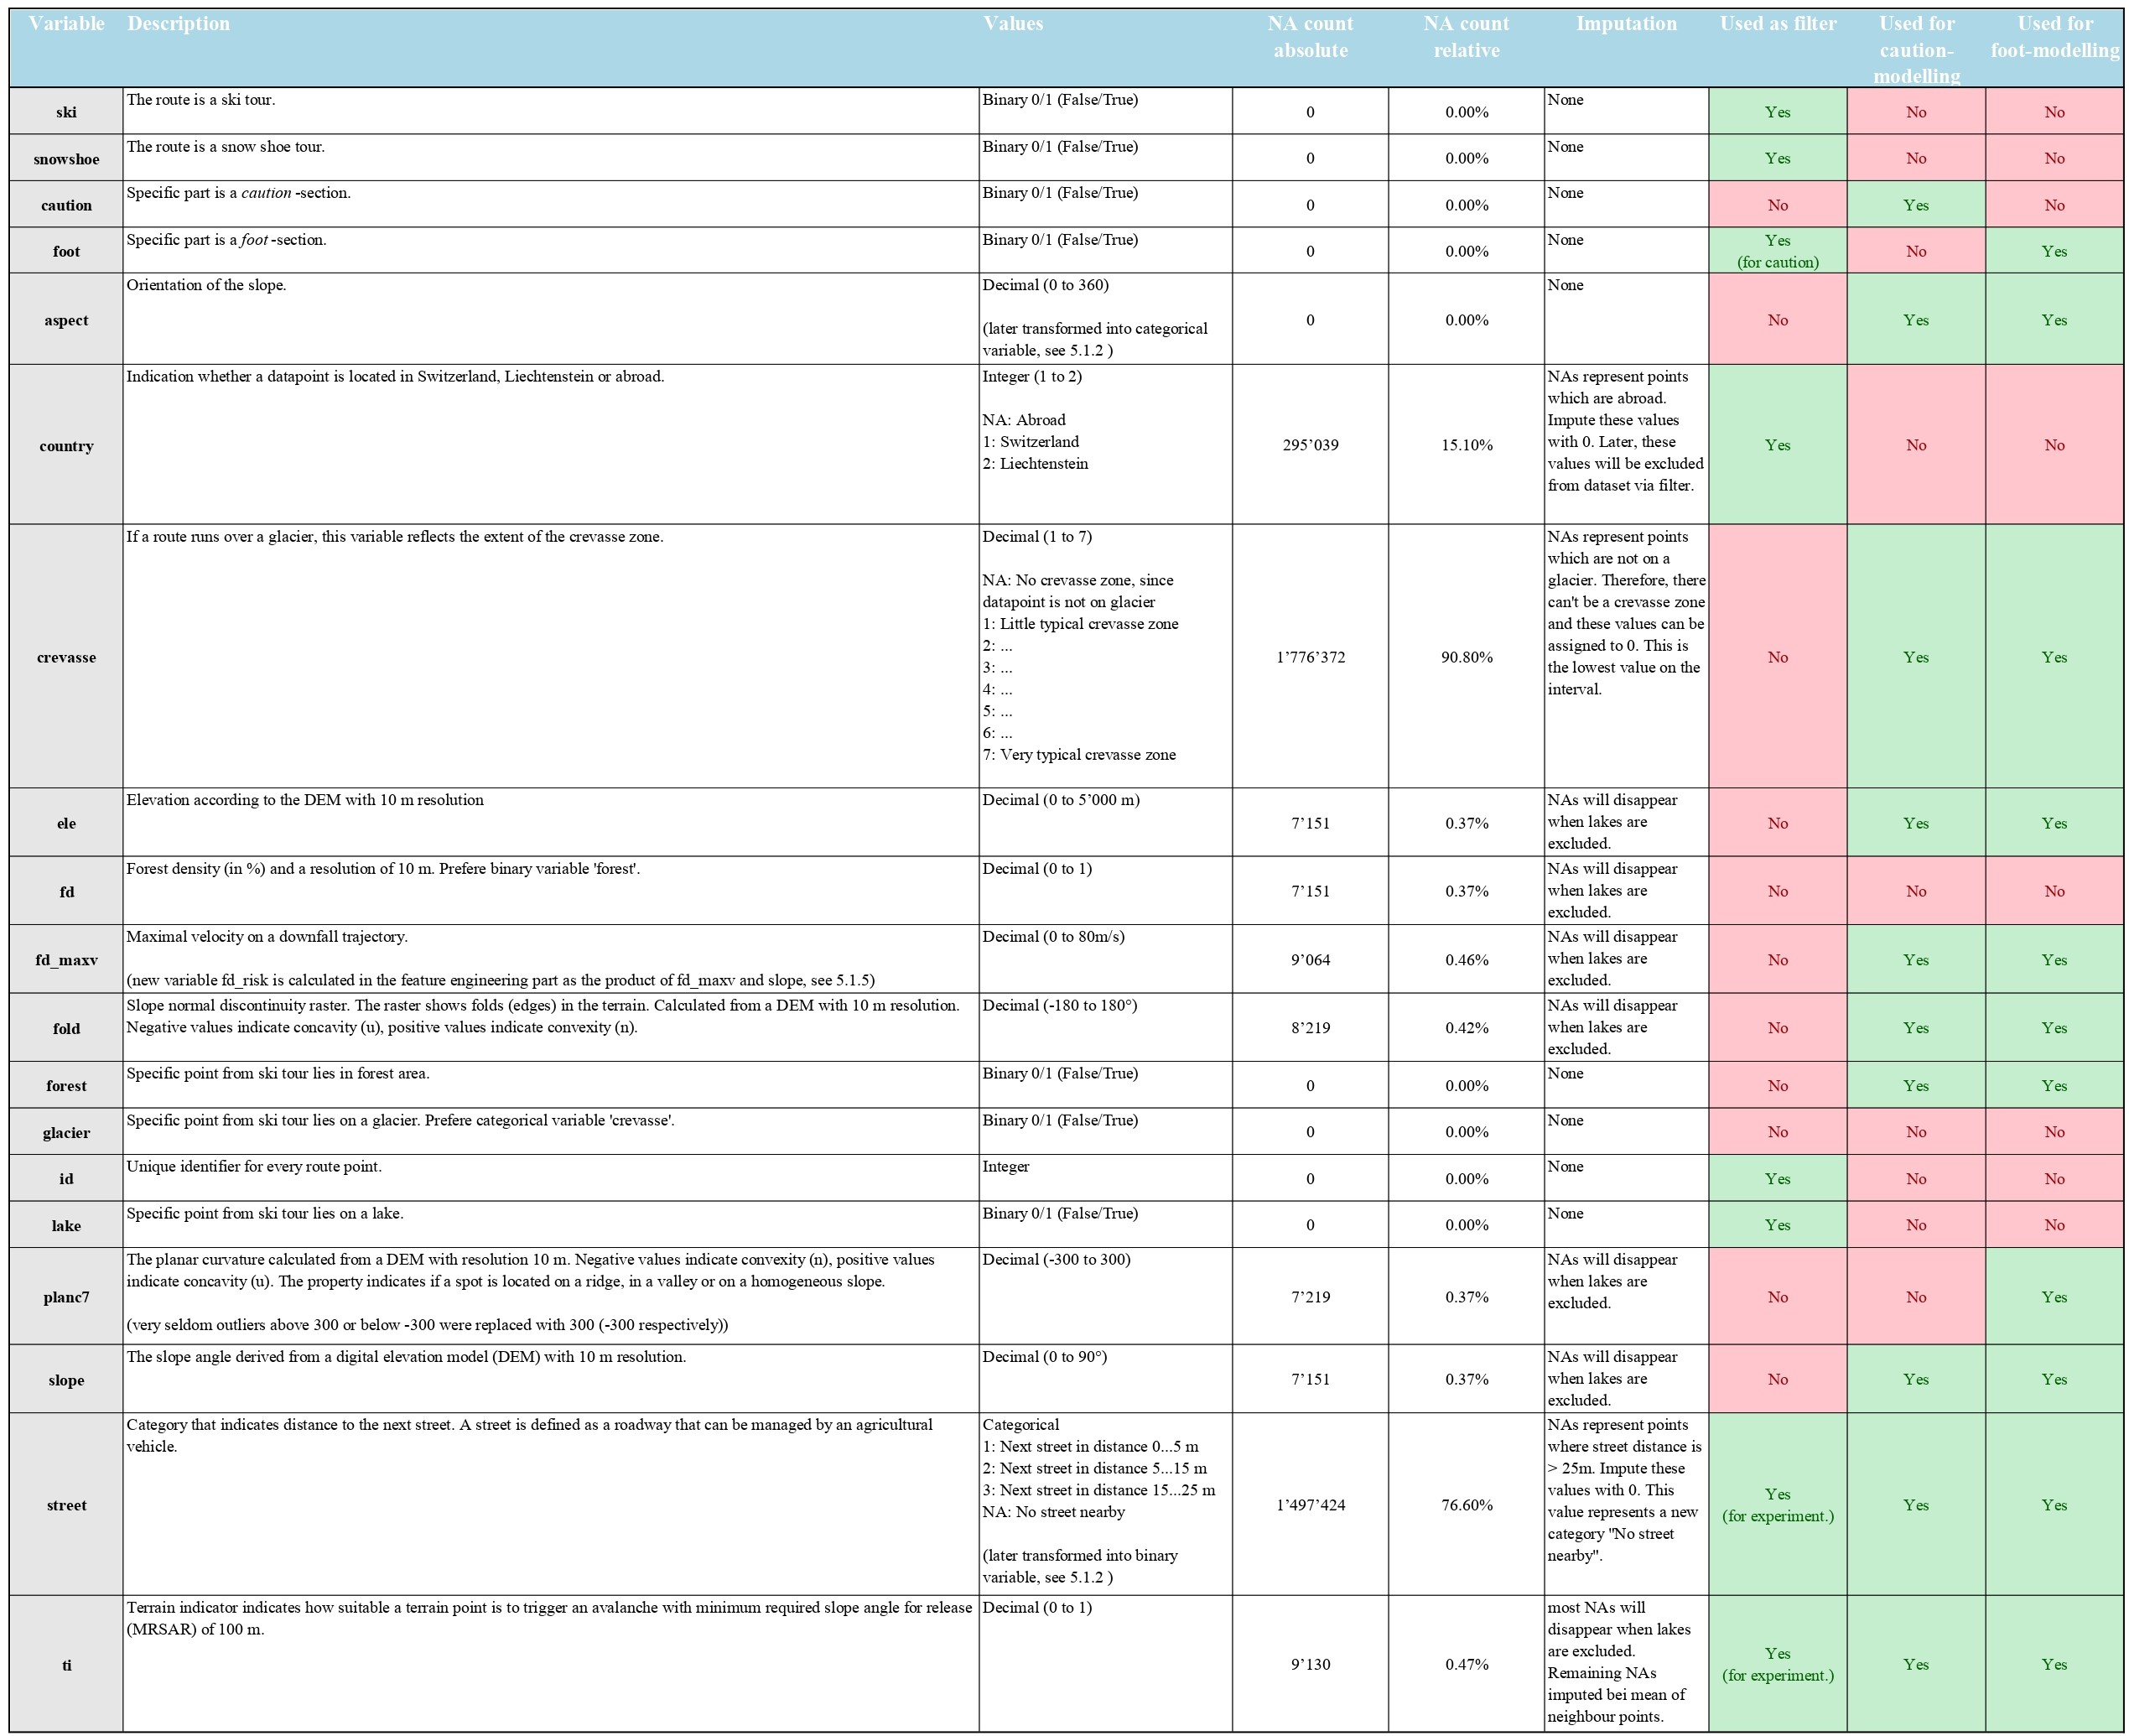 Variable Description Values NA count absolute NA count relative Imputation Used as filter Used for caution-modelling Used for foot-modelling
ski
The route is a ski tour.
Binary 0/1 (False/True)
0
0.00%
None
Yes
No
No
snowshoe
The route is a snow shoe tour.
Binary 0/1 (False/True)
0
0.00%
None
Yes
No
No
caution
Specific part is a caution -section.
Binary 0/1 (False/True)
0
0.00%
None
No
Yes
No
foot
Specific part is a foot -section.
Binary 0/1 (False/True)
0
0.00%
None
Yes
(for caution)
No
Yes
aspect
Orientation of the slope.
Decimal (0 to 360)
(later transformed into categorical
variable, see 5.1.2 )
0
0.00%
None
No
Yes
Yes
country
Indication whether a datapoint is located in Switzerland, Liechtenstein or abroad.
Integer (1 to 2)
NA: Abroad
1: Switzerland
2: Liechtenstein
295’039
15.10%
NAs represent points
which are abroad.
Impute these values
with 0. Later, these
values will be excluded
from dataset via filter.
Yes
No
No
crevasse
If a route runs over a glacier, this variable reflects the extent of the crevasse zone.
Decimal (1 to 7)
NA: No crevasse zone, since
datapoint is not on glacier
1: Little typical crevasse zone
2: ...
3: ...
4: ...
5: ...
6: ...
7: Very typical crevasse zone
1’776’372
90.80%
NAs represent points
which are not on a
glacier. Therefore, there
can't be a crevasse zone
and these values can be
assigned to 0. This is
the lowest value on the
interval.
No
Yes
Yes
ele
Elevation according to the DEM with 10 m resolution
Decimal (0 to 5’000 m)
7’151
0.37%
NAs will disappear
when lakes are
excluded.
No
Yes
Yes
fd
Forest density (in %) and a resolution of 10 m. Prefere binary variable 'forest'.
Decimal (0 to 1)
7’151
0.37%
NAs will disappear
when lakes are
excluded.
No
No
No
fd_maxv
Maximal velocity on a downfall trajectory.
(new variable fd_risk is calculated in the feature engineering part as the product of fd_maxv and slope, see 5.1.5)
Decimal (0 to 80m/s)
9’064
0.46%
NAs will disappear
when lakes are
excluded.
No
Yes
Yes
fold
Slope normal discontinuity raster. The raster shows folds (edges) in the terrain. Calculated from a DEM with 10 m resolution.
Negative values indicate concavity (u), positive values indicate convexity (n).
Decimal (-180 to 180°)
8’219
0.42%
NAs will disappear
when lakes are
excluded.
No
Yes
Yes
forest
Specific point from ski tour lies in forest area.
Binary 0/1 (False/True)
0
0.00%
None
No
Yes
Yes
glacier
Specific point from ski tour lies on a glacier. Prefere categorical variable 'crevasse'.
Binary 0/1 (False/True)
0
0.00%
None
No
No
No
id
Unique identifier for every route point.
Integer
0
0.00%
None
Yes
No
No
lake
Specific point from ski tour lies on a lake.
Binary 0/1 (False/True)
0
0.00%
None
Yes
No
No
planc7
The planar curvature calculated from a DEM with resolution 10 m. Negative values indicate convexity (n), positive values
indicate concavity (u). The property indicates if a spot is located on a ridge, in a valley or on a homogeneous slope.
(very seldom outliers above 300 or below -300 were replaced with 300 (-300 respectively))
Decimal (-300 to 300)
7’219
0.37%
NAs will disappear
when lakes are
excluded.
No
No
Yes
slope
The slope angle derived from a digital elevation model (DEM) with 10 m resolution.
Decimal (0 to 90°)
7’151
0.37%
NAs will disappear
when lakes are
excluded.
No
Yes
Yes
street
Category that indicates distance to the next street. A street is defined as a roadway that can be managed by an agricultural
vehicle.
Categorical
1: Next street in distance 0...5 m
2: Next street in distance 5...15 m
3: Next street in distance 15...25 m
NA: No street nearby
(later transformed into binary
variable, see 5.1.2 )
1’497’424
76.60%
NAs represent points
where street distance is
> 25m. Impute these
values with 0. This
value represents a new
category "No street
nearby".
Yes
(for experiment.)
Yes
Yes
ti
Terrain indicator indicates how suitable a terrain point is to trigger an avalanche with minimum required slope angle for release
(MRSAR) of 100 m.
Decimal (0 to 1)
9’130
0.47%
most NAs will
disappear when lakes
are excluded.
Remaining NAs
imputed bei mean of
neighbour points.
Yes
(for experiment.)
Yes
Yes